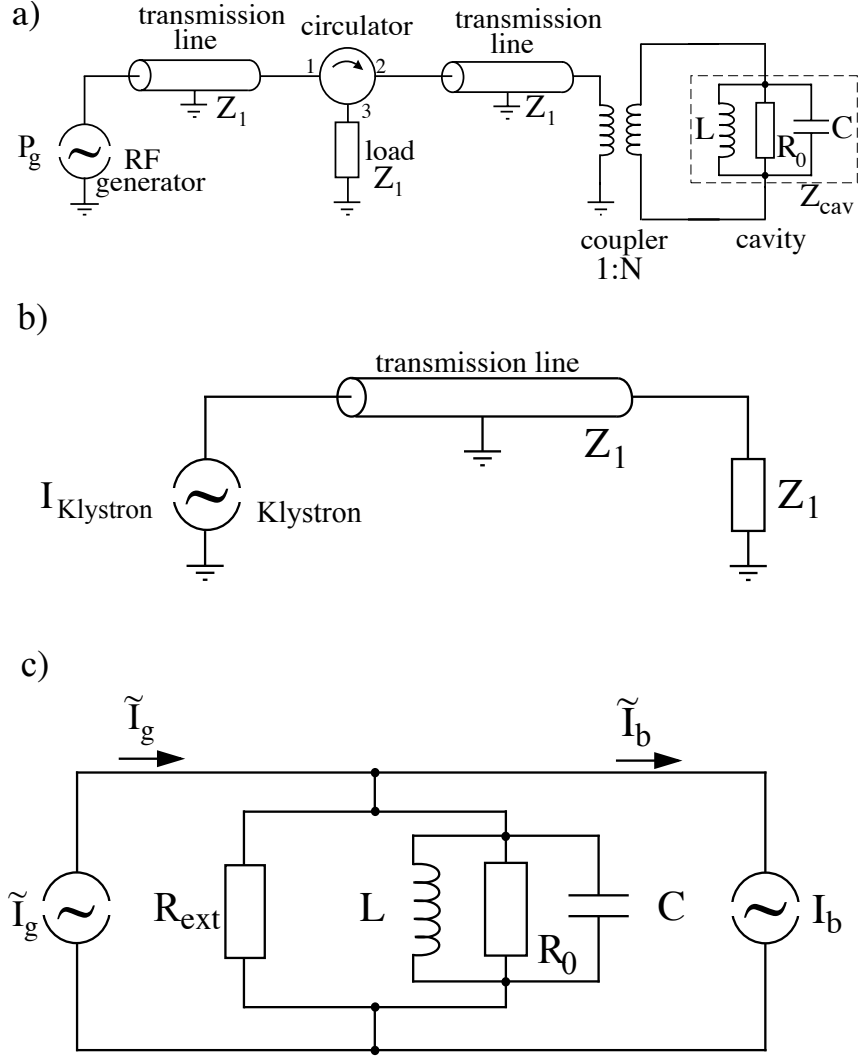 a)
transmission
line
circulator
transmission
line
1
2
3
Z1
Z1
Pg
RF
generator
load
Z1
L
R0
C
Zcav
coupler
1:N
cavity
b)
transmission line
Z1
IKlystron
Klystron
Z1
c)
Ĩg
Ĩb
Ĩg
Rext
L
R0
C
Ib